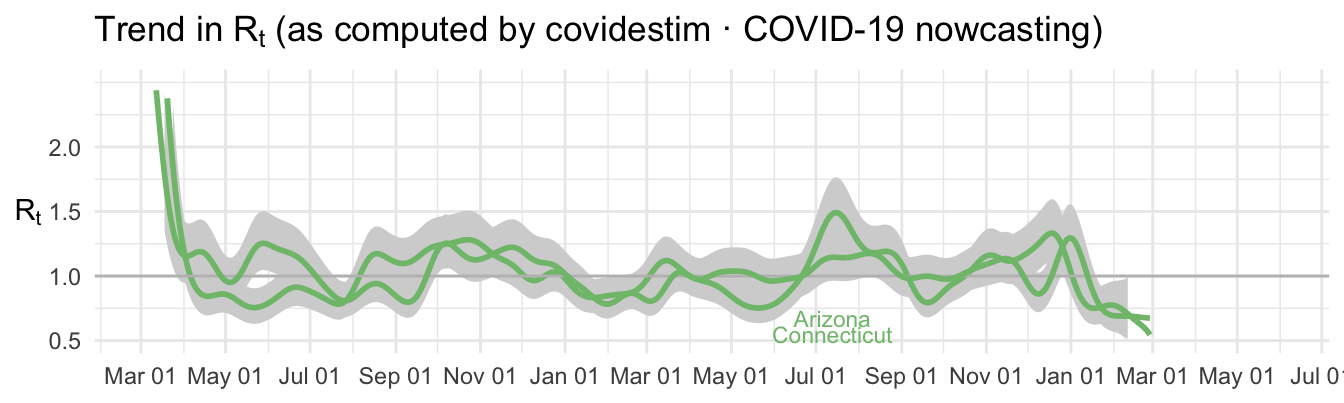 Trend in Rt (as computed by covidestim · COVID-19 nowcasting)
2.0
Rt 1.5
1.0
0.5
Arizona
Connecticut
Mar 01 May 01 Jul 01 Sep 01 Nov 01 Jan 01 Mar 01 May 01 Jul 01 Sep 01 Nov 01 Jan 01 Mar 01 May 01 Jul 01